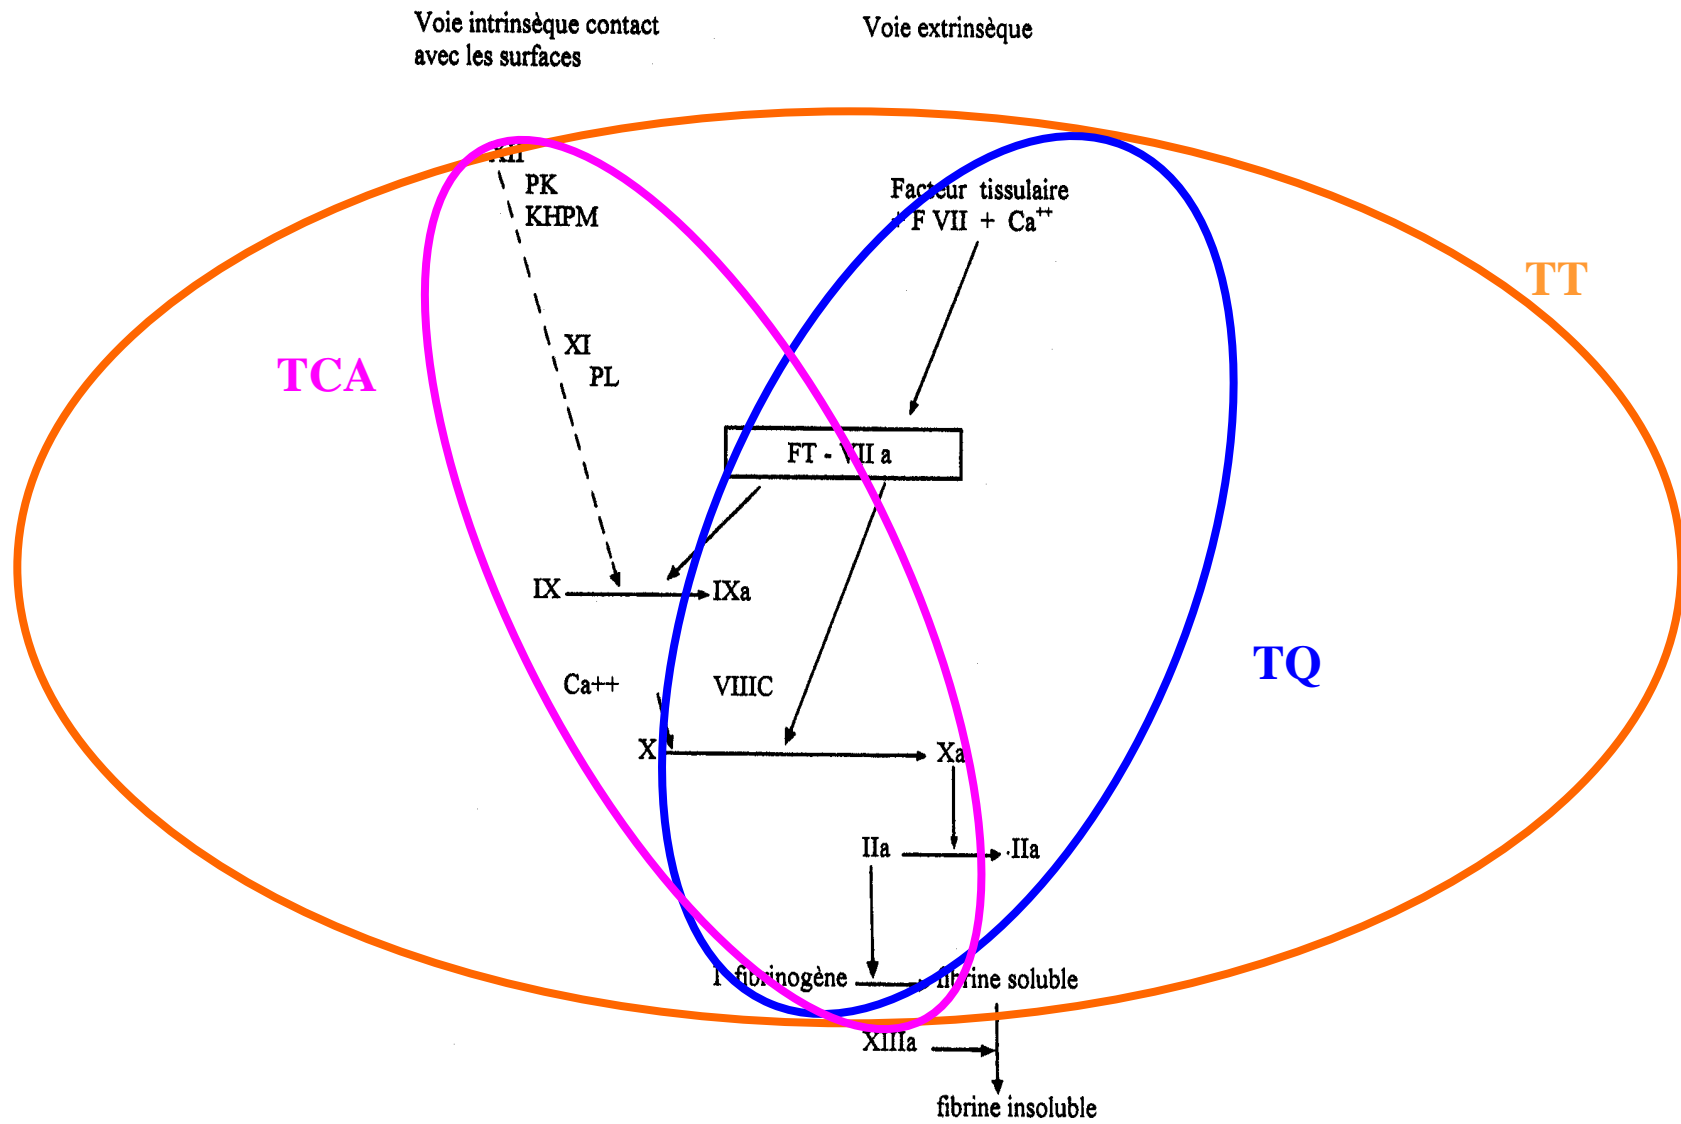 Voie intrinsèque contact
avec les surfaces
Voie extrinsèque
XII
PK
KHPM
Facteur tissulaire
+ F VII + Ca++
TT
XI
PL
TCA
FT - VII a
IX
IXa
TQ
Ca++
VIIIC
X
Xa
IIa
IIa
I fibrinogène
fibrine soluble
XIIIa
fibrine insoluble